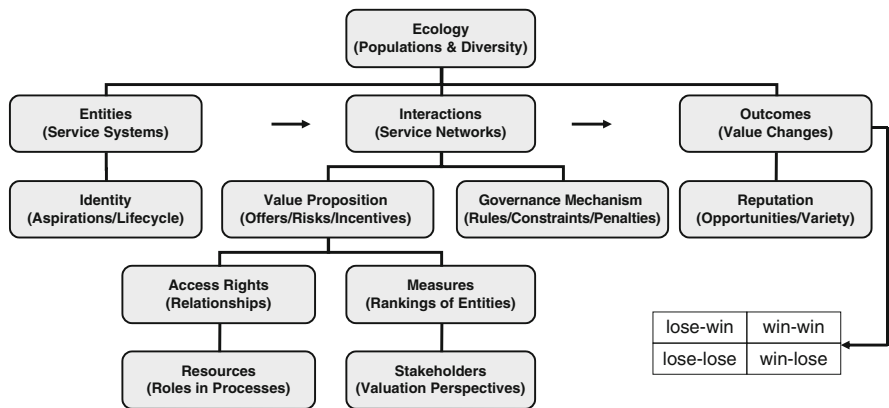 Ecology
(Populations & Diversity)
Entities
(Service Systems)
Interactions
(Service Networks)
Outcomes
(Value Changes)
Identity
(Aspirations/Lifecycle)
Value Proposition
(Offers/Risks/Incentives)
Governance Mechanism
(Rules/Constraints/Penalties)
Reputation
(Opportunities/Variety)
Access Rights
(Relationships)
Measures
(Rankings of Entities)
Resources
(Roles in Processes)
Stakeholders
(Valuation Perspectives)
lose-win
win-win
lose-lose
win-lose